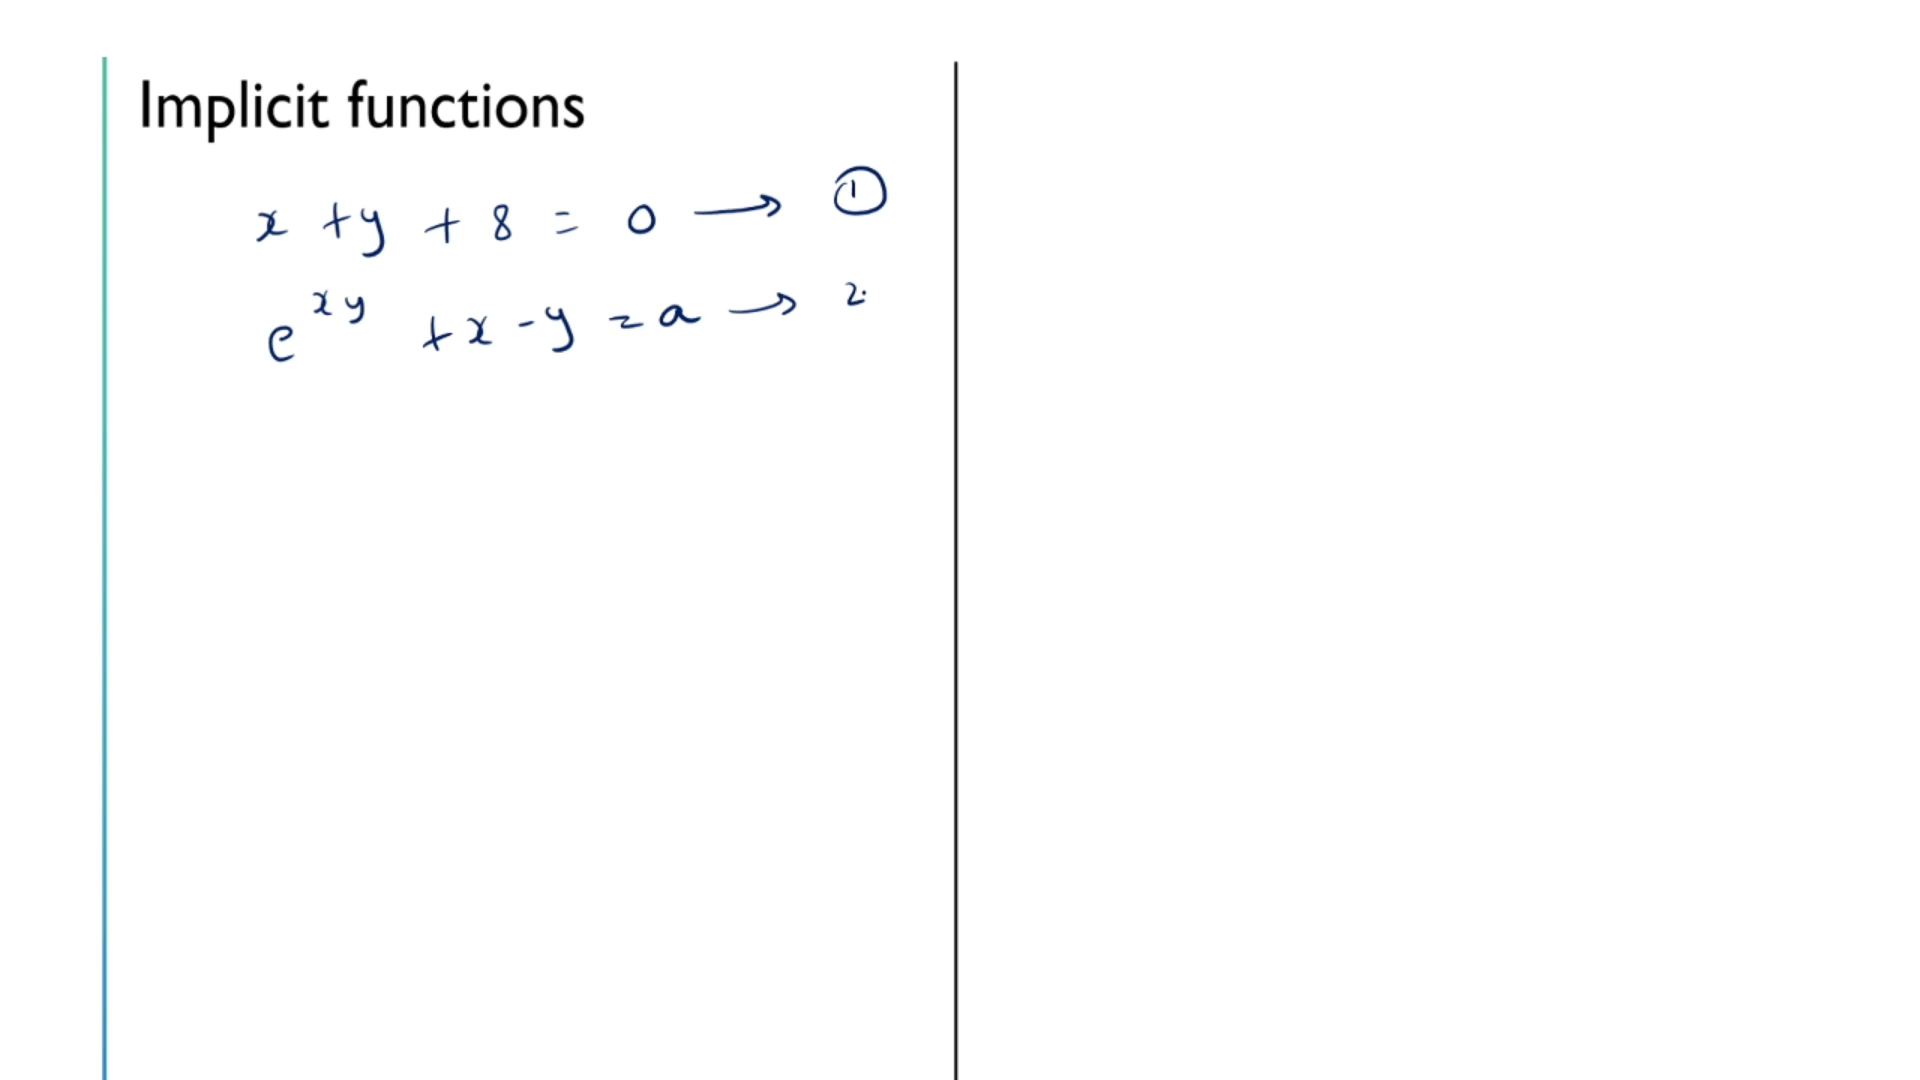 Implicit functions
x + y + 8 = 0 → ①
e^{xy} + x - y = a → 2.